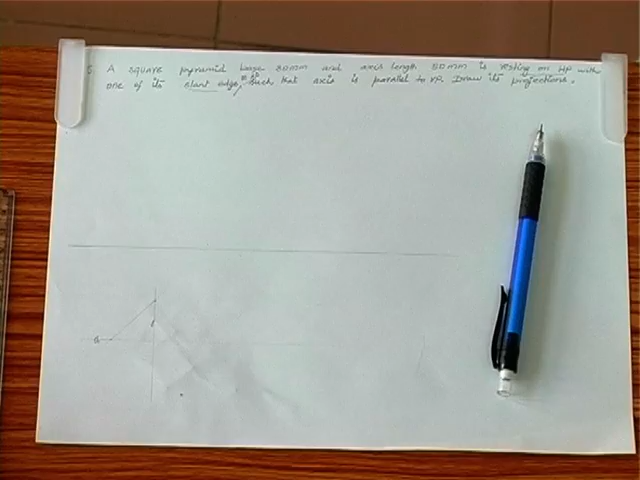 A square pyramid base 30mm and axis length 50mm is resting on HP with
one of its slant edge, such that axis is parallel to VP. Draw its projections.